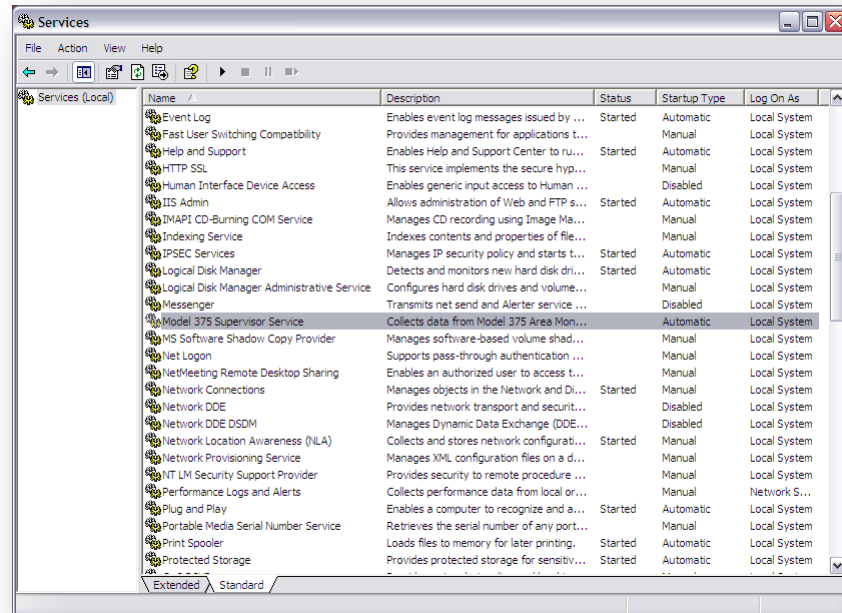 Services
File Action View Help
Services (Local)
Name Description Status Startup Type Log On As
Event Log Enables event log messages issued by ... Started Automatic Local System
Fast User Switching Compatibility Provides management for applications t... Manual Local System
Help and Support Enables Help and Support Center to ru... Started Automatic Local System
HTTP SSL This service implements the secure hyp... Manual Local System
Human Interface Device Access Enables generic input access to Human ... Disabled Local System
IIS Admin Allows administration of Web and FTP s... Started Automatic Local System
IMAPI CD-Burning COM Service Manages CD recording using Image Ma... Manual Local System
Indexing Service Indexes contents and properties of file... Manual Local System
IPSEC Services Manages IP security policy and starts t... Started Automatic Local System
Logical Disk Manager Detects and monitors new hard disk dri... Started Automatic Local System
Logical Disk Manager Administrative Service Configures hard disk drives and volume... Manual Local System
Messenger Transmits net send and Alerter service ... Disabled Local System
Model 375 Supervisor Service Collects data from Model 375 Area Mon... Automatic Local System
MS Software Shadow Copy Provider Manages software-based volume shad... Manual Local System
Net Logon Supports pass-through authentication ... Manual Local System
NetMeeting Remote Desktop Sharing Enables an authorized user to access t... Manual Local System
Network Connections Manages objects in the Network and Di... Started Manual Local System
Network DDE Provides network transport and securit... Disabled Local System
Network DDE DSDM Manages Dynamic Data Exchange (DDE... Disabled Local System
Network Location Awareness (NLA) Collects and stores network configurati... Started Manual Local System
Network Provisioning Service Manages XML configuration files on a d... Manual Local System
NT LM Security Support Provider Provides security to remote procedure ... Manual Local System
Performance Logs and Alerts Collects performance data from local or... Manual Network S...
Plug and Play Enables a computer to recognize and a... Started Automatic Local System
Portable Media Serial Number Service Retrieves the serial number of any port... Manual Local System
Print Spooler Loads files to memory for later printing. Started Automatic Local System
Protected Storage Provides protected storage for sensitiv... Started Automatic Local System
Extended Standard